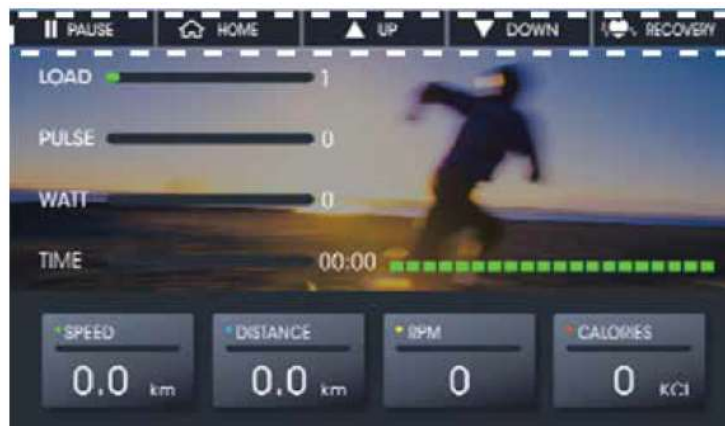 PAUSE HOME UP DOWN RECOVERY
LOAD 1
PULSE 0
WATT 0
TIME 00:00
SPEED DISTANCE RPM CALORIES
0.0 km 0.0 km 0 0 KCl